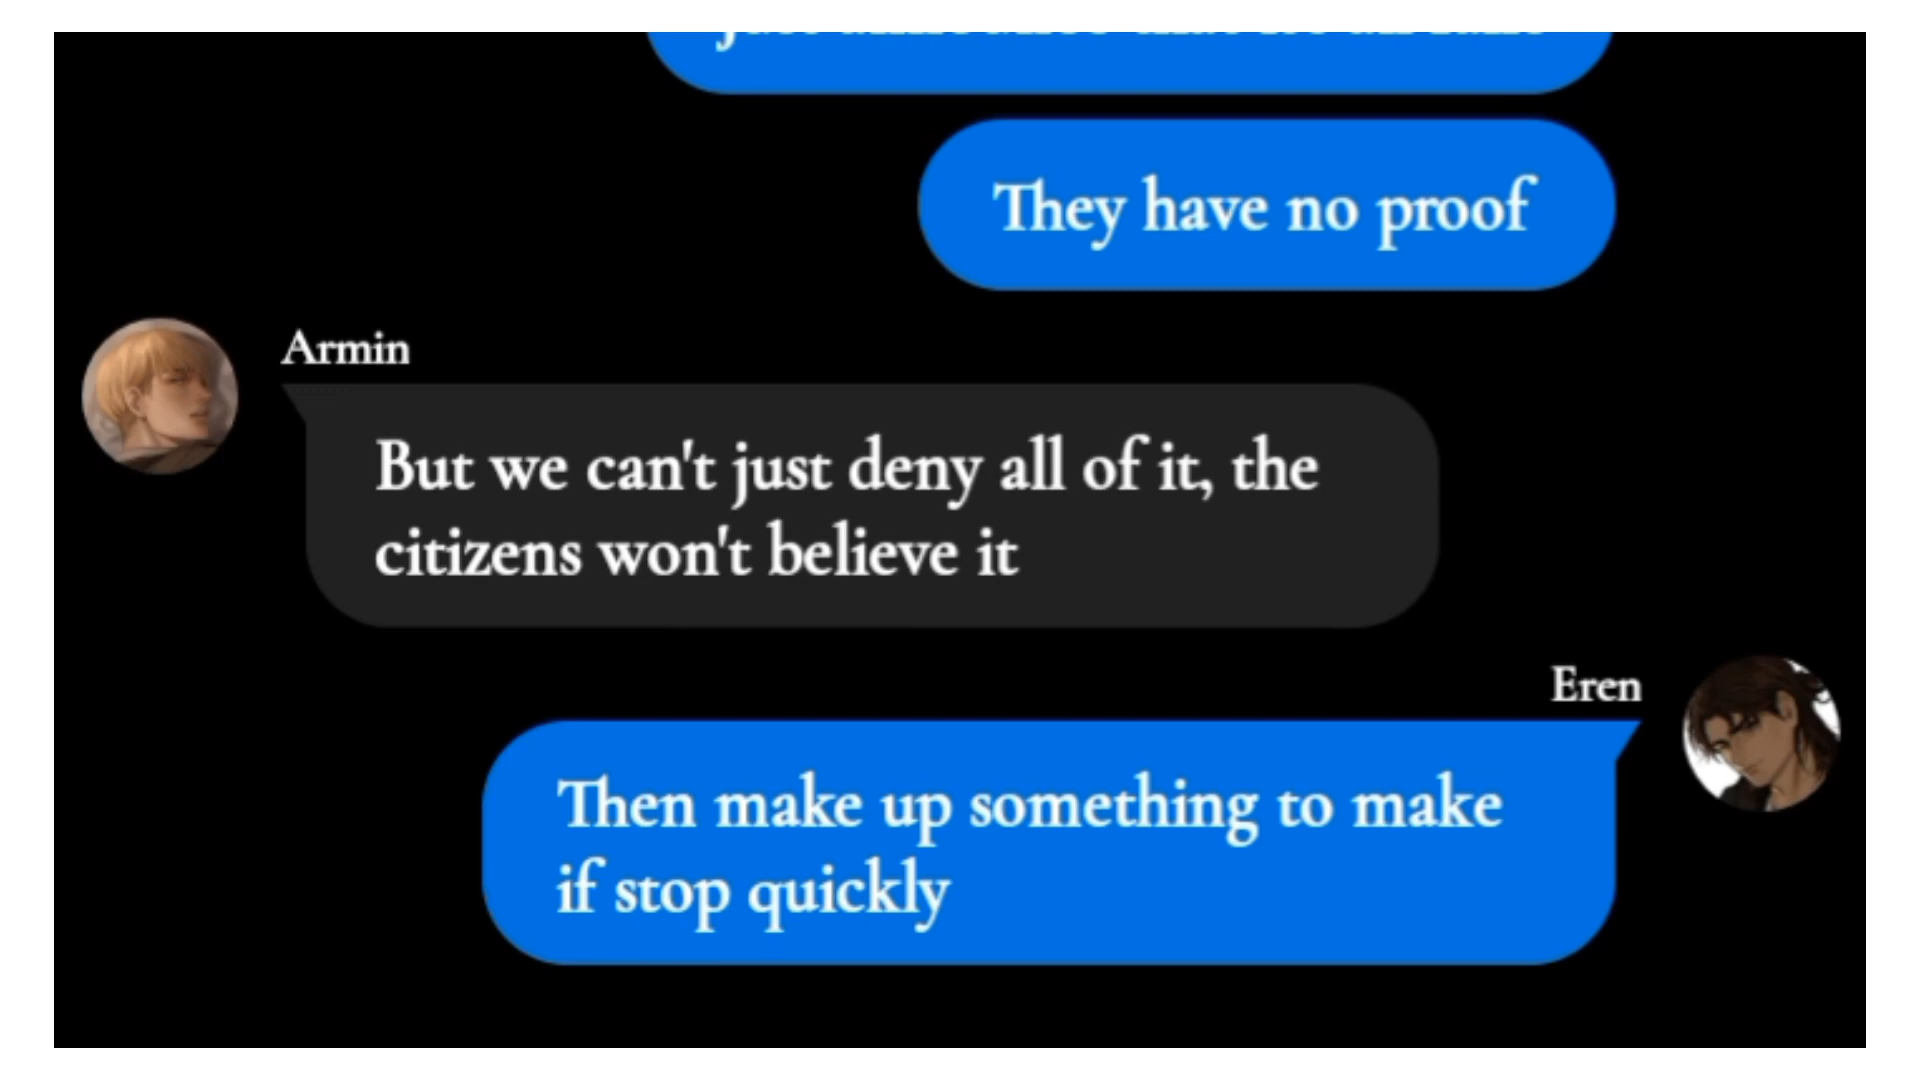 They have no proof
Armin
But we can't just deny all of it, the
citizens won't believe it
Eren
Then make up something to make
if stop quickly